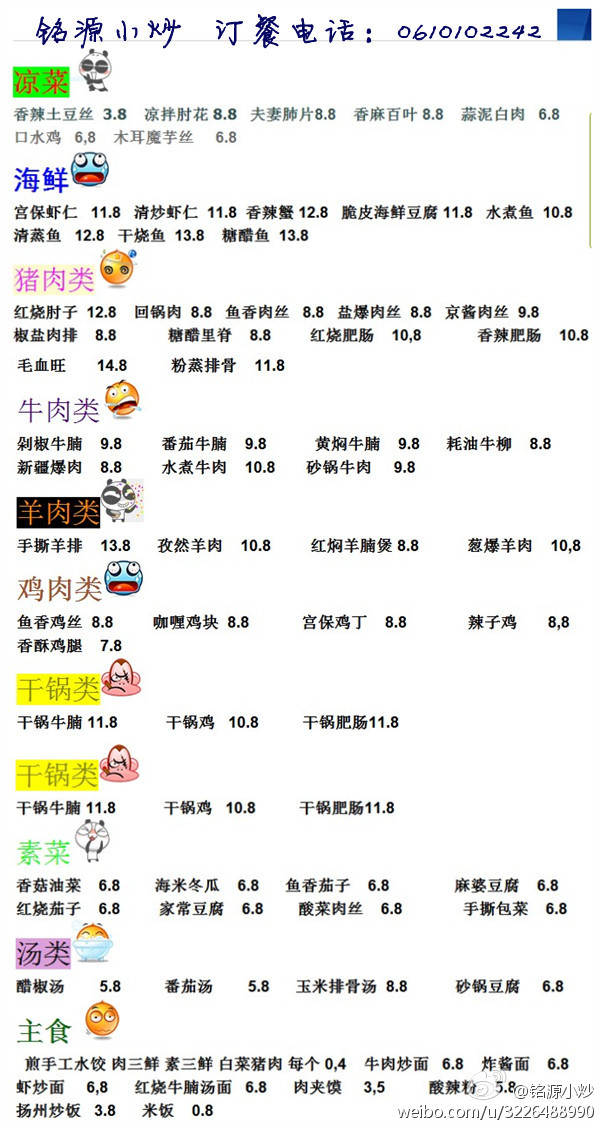 铭源小炒 订餐电话：0610102242
凉菜
香辣土豆丝 3.8 凉拌肘花 8.8 夫妻肺片8.8 香麻百叶 8.8 蒜泥白肉 6.8
口水鸡 6,8 木耳魔芋丝 6.8
海鲜
宫保虾仁 11.8 清炒虾仁 11.8 香辣蟹 12.8 脆皮海鲜豆腐 11.8 水煮鱼 10.8
清蒸鱼 12.8 干烧鱼 13.8 糖醋鱼 13.8
猪肉类
红烧肘子 12.8 回锅肉 8.8 鱼香肉丝 8.8 盐爆肉丝 8.8 京酱肉丝 9.8
椒盐肉排 8.8 糖醋里脊 8.8 红烧肥肠 10,8 香辣肥肠 10.8
毛血旺 14.8 粉蒸排骨 11.8
牛肉类
剁椒牛腩 9.8 番茄牛腩 9.8 黄焖牛腩 9.8 耗油牛柳 8.8
新疆爆肉 8.8 水煮牛肉 10.8 砂锅牛肉 9.8
羊肉类
手撕羊排 13.8 孜然羊肉 10.8 红焖羊腩煲 8.8 葱爆羊肉 10,8
鸡肉类
鱼香鸡丝 8.8 咖喱鸡块 8.8 宫保鸡丁 8.8 辣子鸡 8,8
香酥鸡腿 7.8
干锅类
干锅牛腩 11.8 干锅鸡 10.8 干锅肥肠11.8
干锅类
干锅牛腩 11.8 干锅鸡 10.8 干锅肥肠11.8
素菜
香菇油菜 6.8 海米冬瓜 6.8 鱼香茄子 6.8 麻婆豆腐 6.8
红烧茄子 6.8 家常豆腐 6.8 酸菜肉丝 6.8 手撕包菜 6.8
汤类
醋椒汤 5.8 番茄汤 5.8 玉米排骨汤 8.8 砂锅豆腐 6.8
主食
煎手工水饺 肉三鲜 素三鲜 白菜猪肉 每个 0,4 牛肉炒面 6.8 炸酱面 6.8
虾炒面 6,8 红烧牛腩汤面 6.8 肉夹馍 3,5 酸辣粉 5.8
@铭源小炒
扬州炒饭 3.8 米饭 0.8
weibo.com/u/3226488990